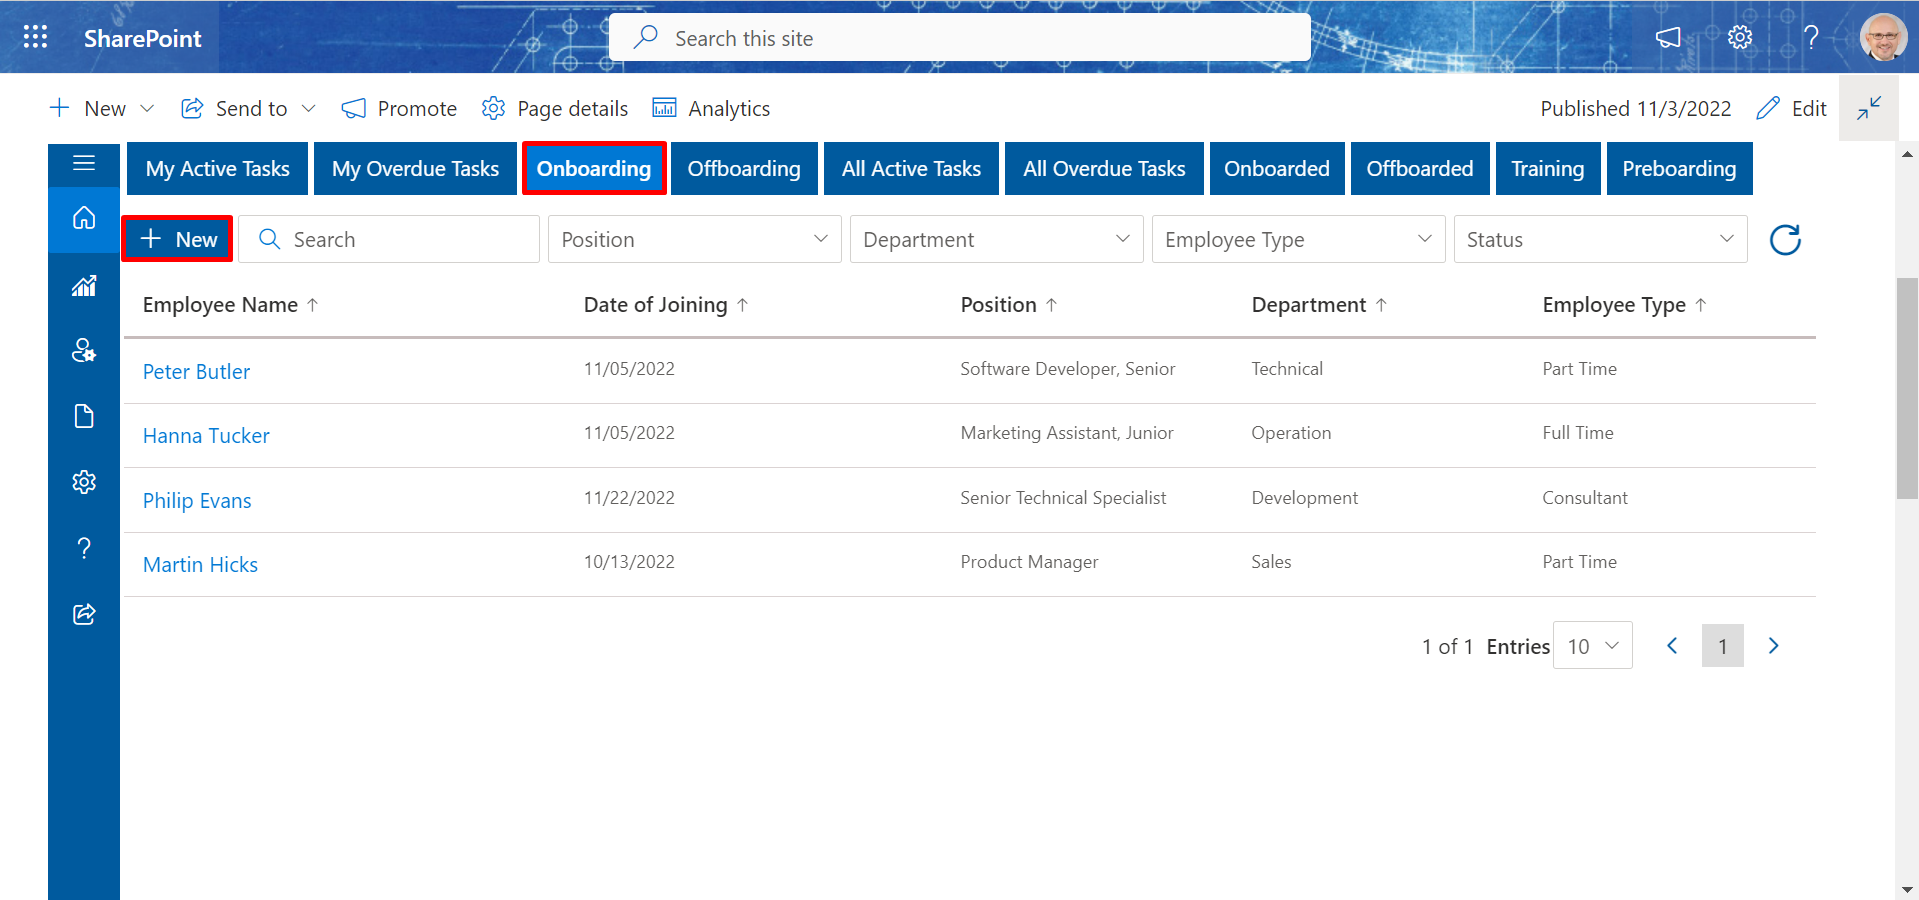 SharePoint
Search this site
New Send to Promote Page details Analytics Published 11/3/2022 Edit
My Active Tasks My Overdue Tasks Onboarding Offboarding All Active Tasks All Overdue Tasks Onboarded Offboarded Training Preboarding
New Search Position Department Employee Type Status
Employee Name ↑ Date of Joining ↑ Position ↑ Department ↑ Employee Type ↑
Peter Butler 11/05/2022 Software Developer, Senior Technical Part Time
Hanna Tucker 11/05/2022 Marketing Assistant, Junior Operation Full Time
Philip Evans 11/22/2022 Senior Technical Specialist Development Consultant
Martin Hicks 10/13/2022 Product Manager Sales Part Time
1 of 1 Entries 10 1